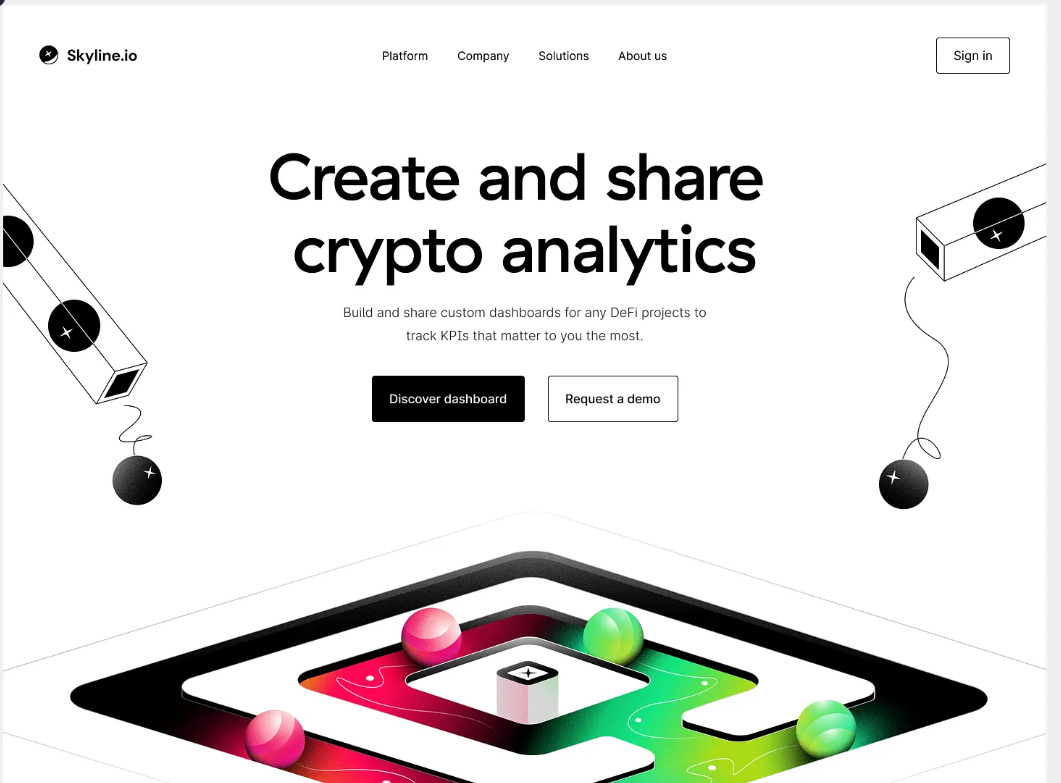 Skyline.io
Platform
Company
Solutions
About us
Sign in
Create and share
crypto analytics
Build and share custom dashboards for any DeFi projects to
track KPIs that matter to you the most.
Discover dashboard
Request a demo